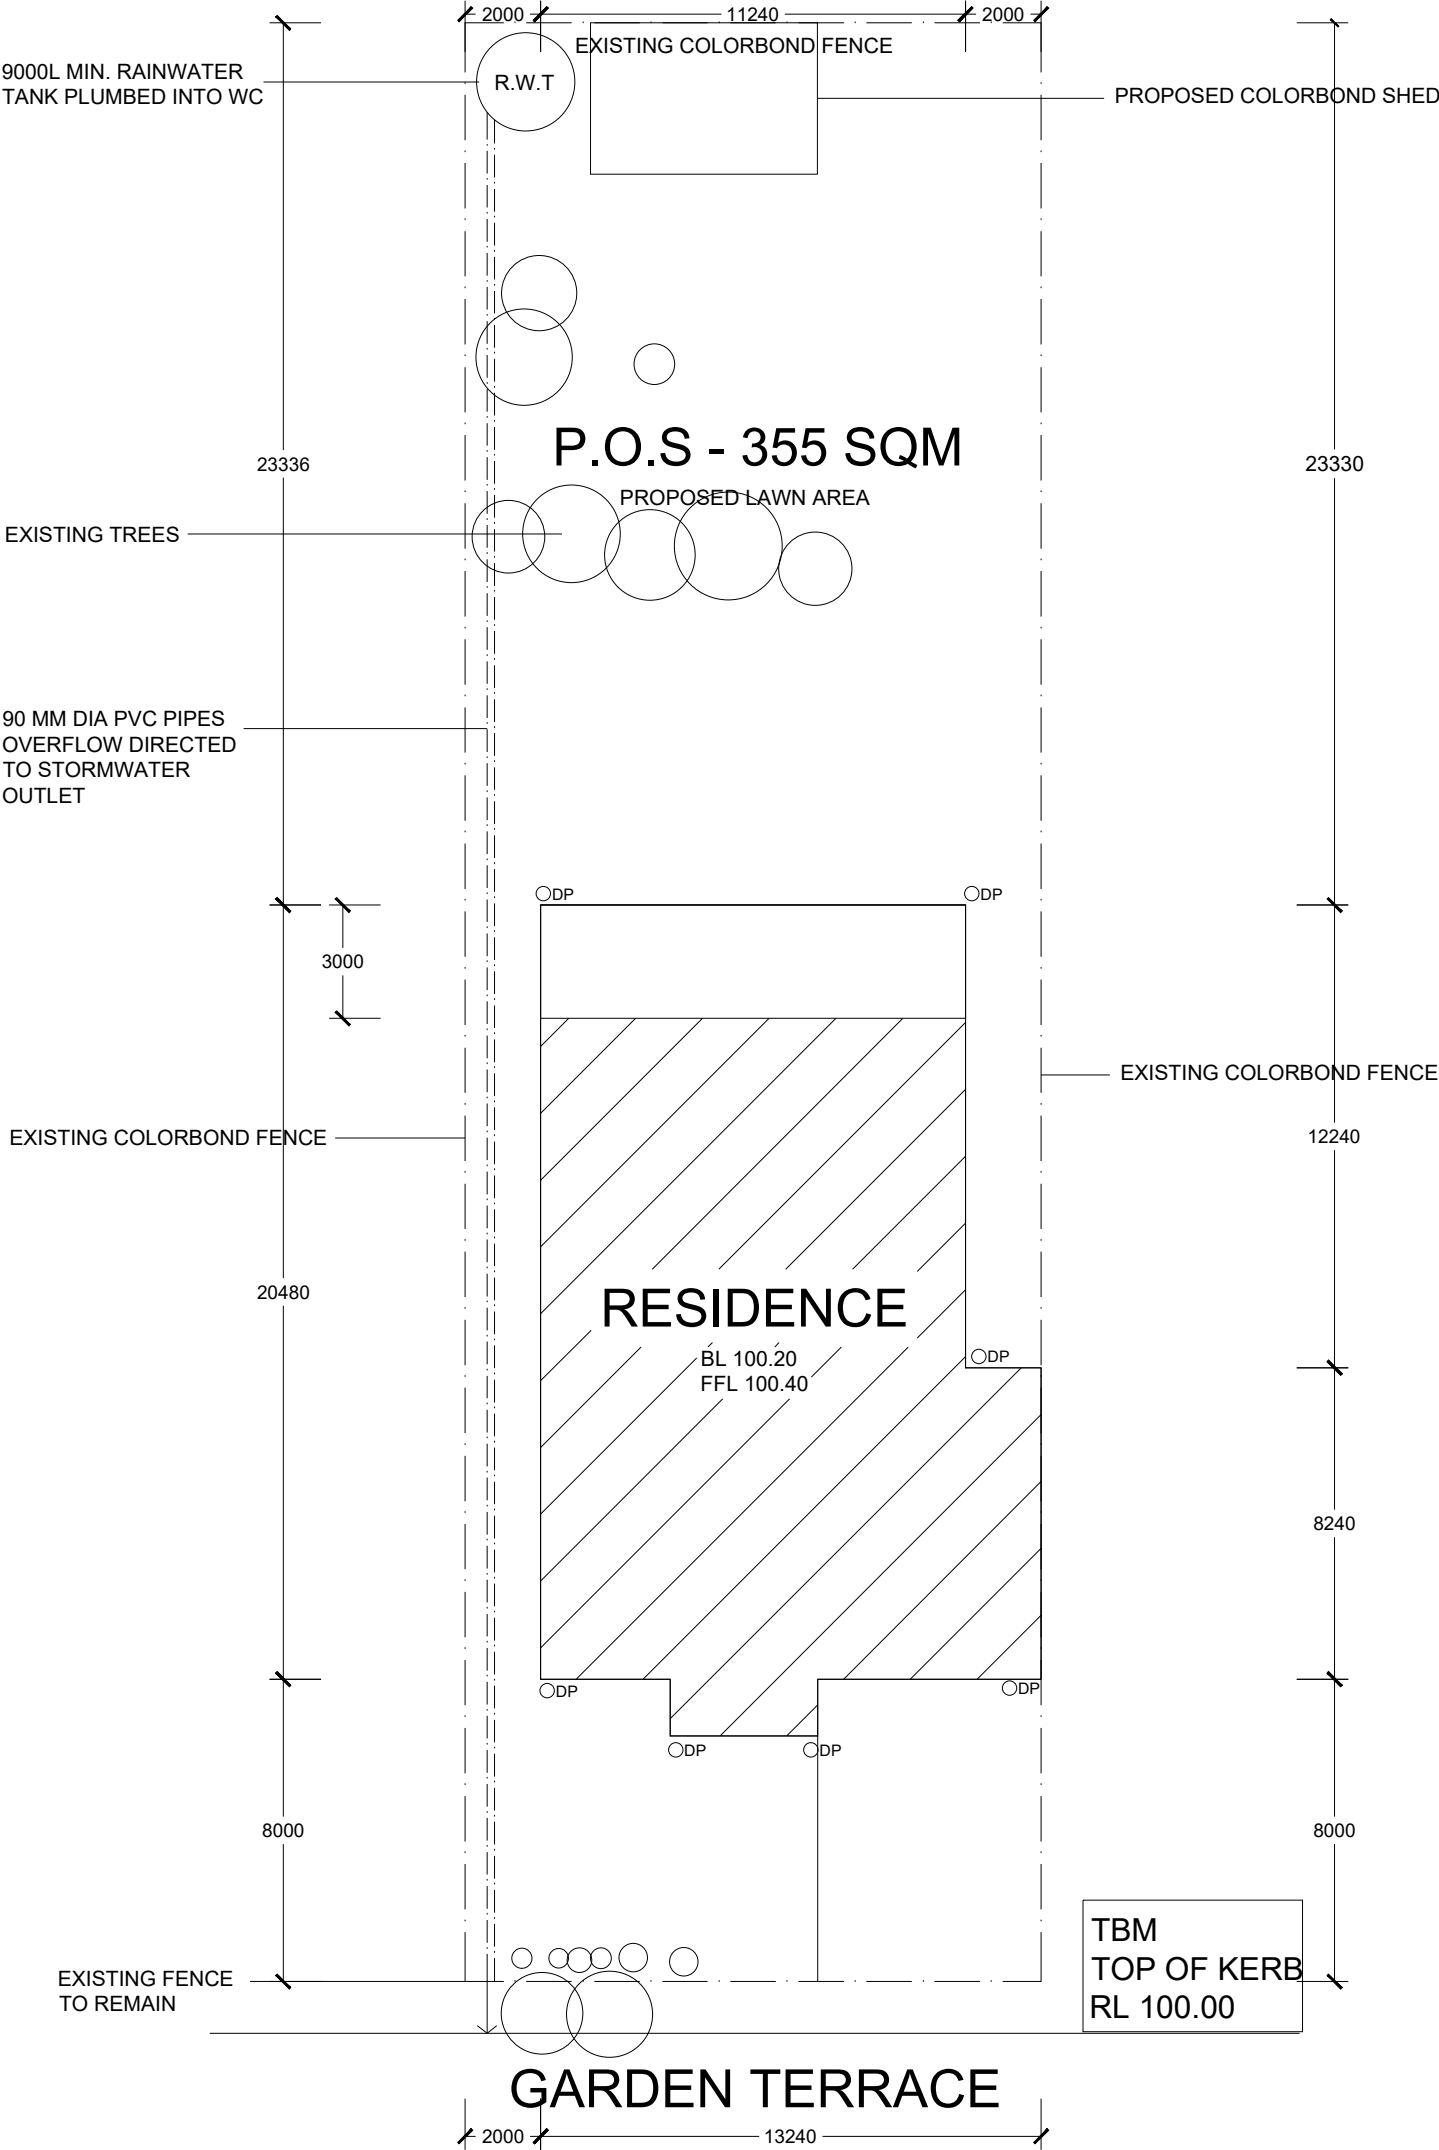 2000
11240
2000
EXISTING COLORBOND FENCE
9000L MIN. RAINWATER
TANK PLUMBED INTO WC
R.W.T
PROPOSED COLORBOND SHED
P.O.S - 355 SQM
PROPOSED LAWN AREA
23336
23330
EXISTING TREES
90 MM DIA PVC PIPES
OVERFLOW DIRECTED
TO STORMWATER
OUTLET
DP
DP
3000
EXISTING COLORBOND FENCE
EXISTING COLORBOND FENCE
12240
20480
RESIDENCE
BL 100.20
FFL 100.40
DP
8240
DP
DP
DP
DP
8000
8000
TBM
TOP OF KERB
RL 100.00
EXISTING FENCE
TO REMAIN
GARDEN TERRACE
2000
13240